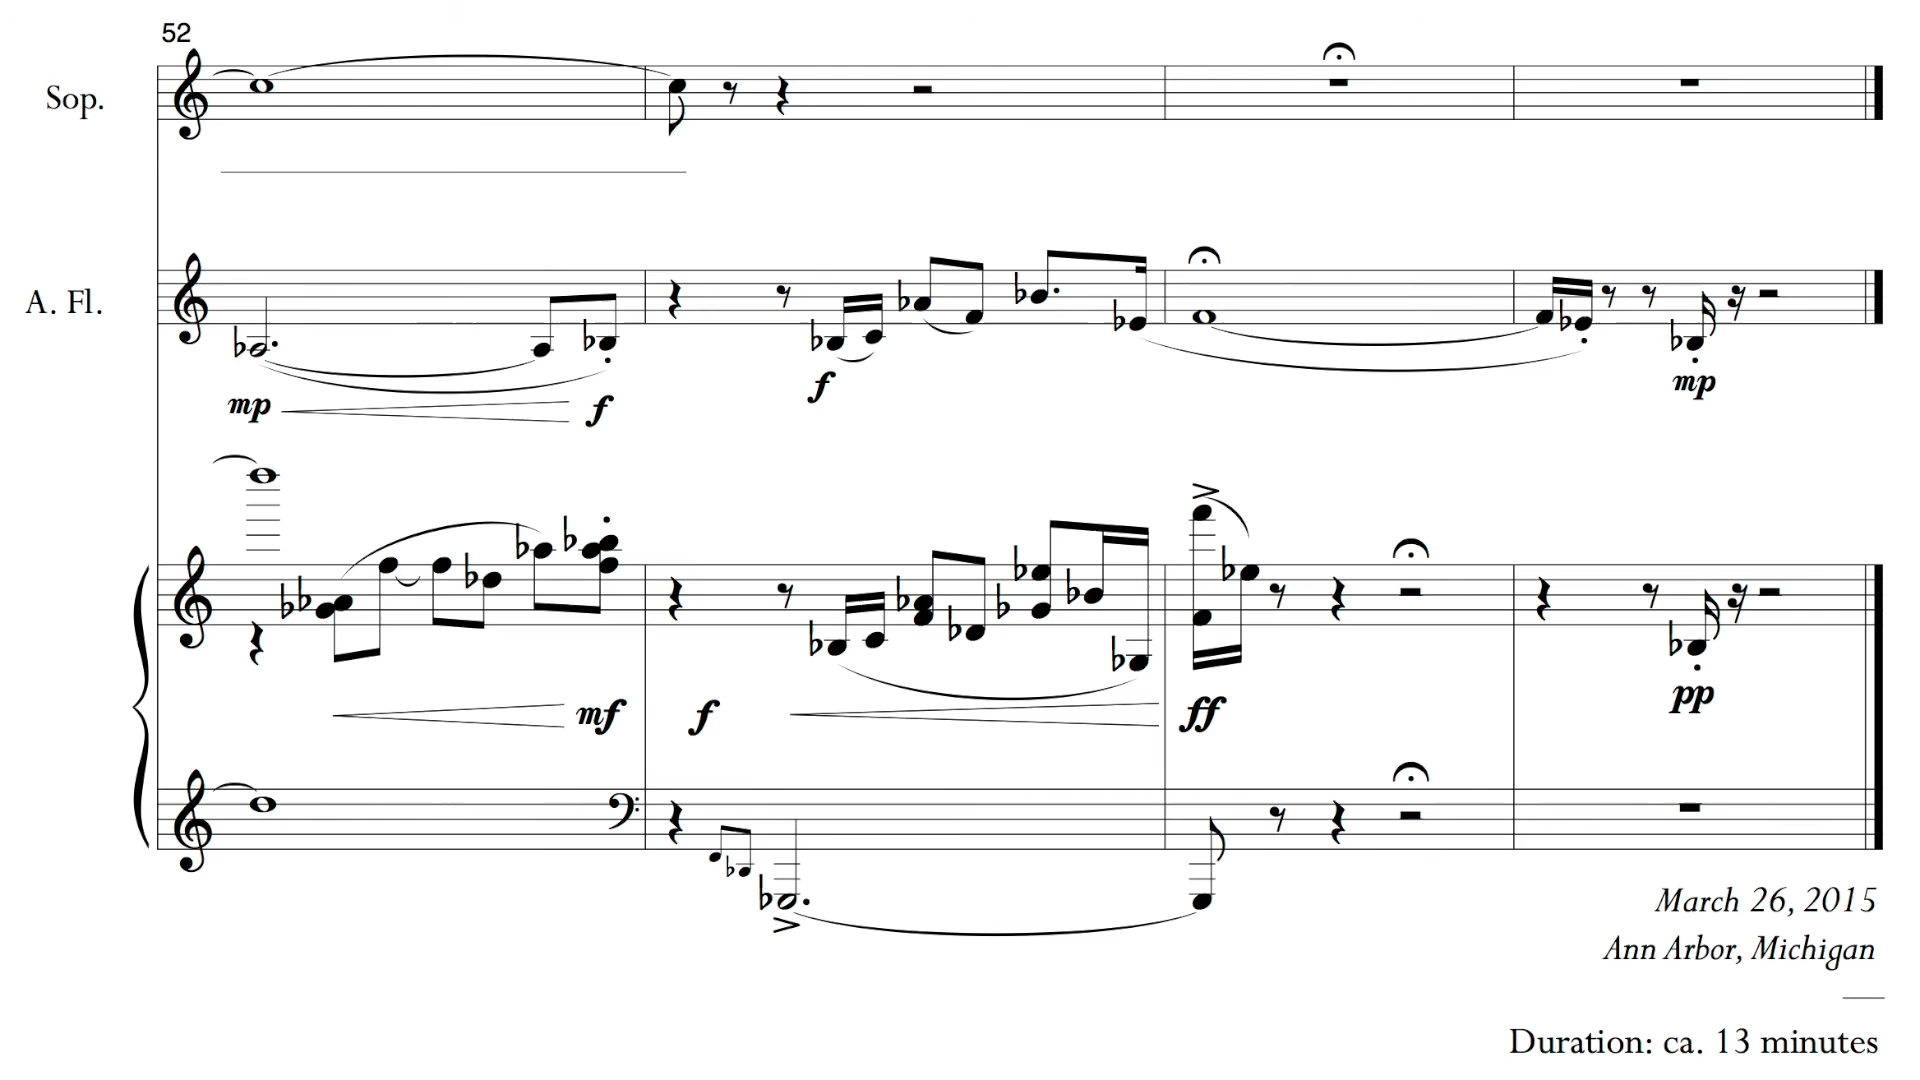 52
Sop.
A. Fl.
mp f f mp
mf f ff pp
March 26, 2015
Ann Arbor, Michigan
Duration: ca. 13 minutes